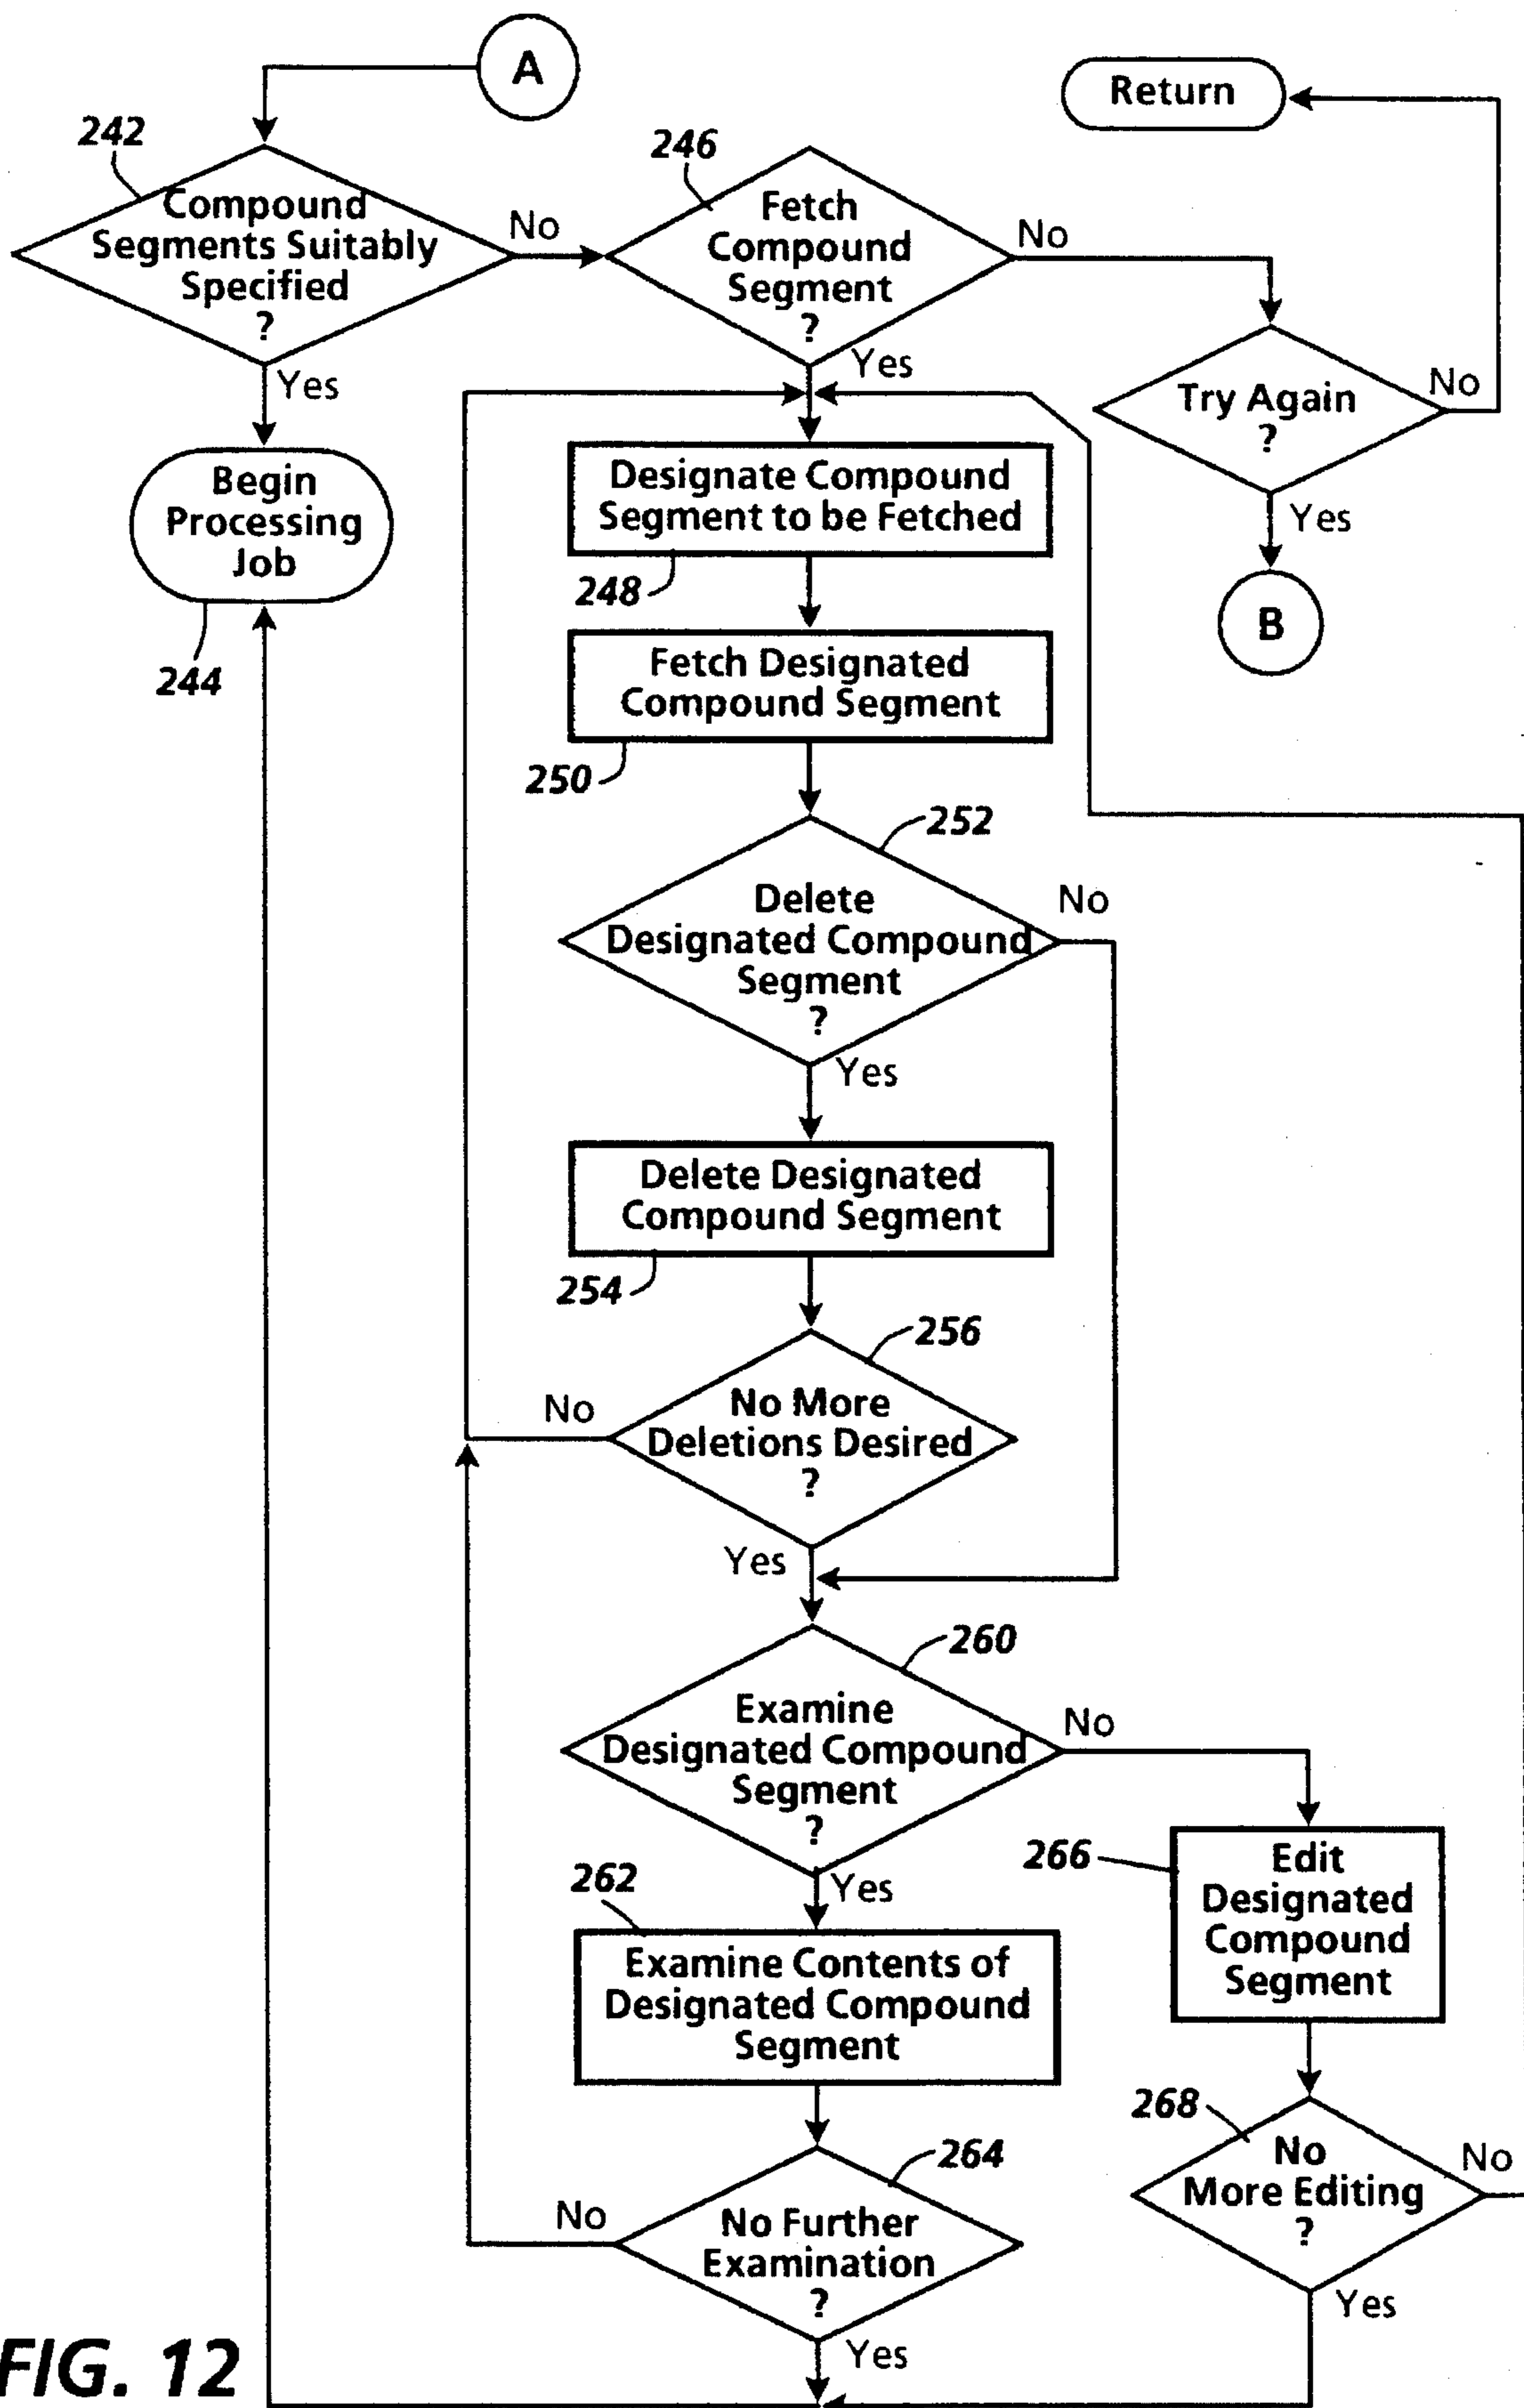 A
Return
242
Compound
Segments Suitably
Specified
?
No
246
Fetch
Compound
Segment
?
No
Yes
Yes
Try Again
?
No
Yes
B
Begin
Processing
Job
244
Designate Compound
Segment to be Fetched
248
Fetch Designated
Compound Segment
250
252
Delete
Designated Compound
Segment
?
No
Yes
Delete Designated
Compound Segment
254
256
No More
Deletions Desired
?
No
Yes
260
Examine
Designated Compound
Segment
?
No
Yes
262
Examine Contents of
Designated Compound
Segment
266
Edit
Designated
Compound
Segment
264
No Further
Examination
?
No
Yes
268
No
More Editing
?
No
Yes
FIG. 12